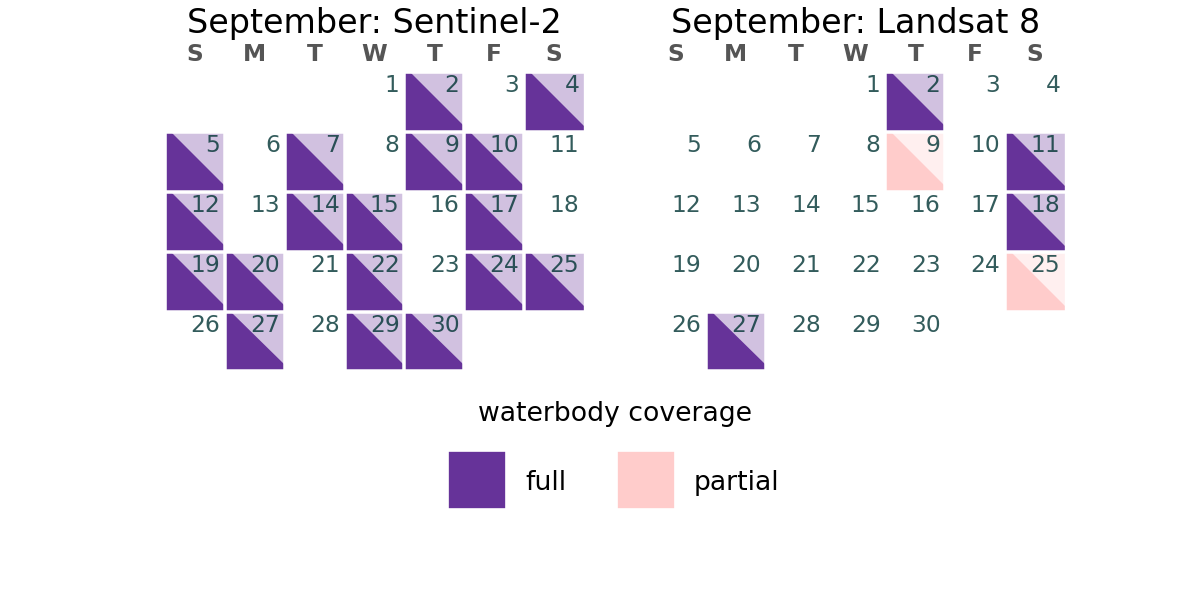 September: Sentinel-2
S M T W T F S
1 2 3 4
5 6 7 8 9 10 11
12 13 14 15 16 17 18
19 20 21 22 23 24 25
26 27 28 29 30
September: Landsat 8
S M T W T F S
1 2 3 4
5 6 7 8 9 10 11
12 13 14 15 16 17 18
19 20 21 22 23 24 25
26 27 28 29 30
waterbody coverage
full partial